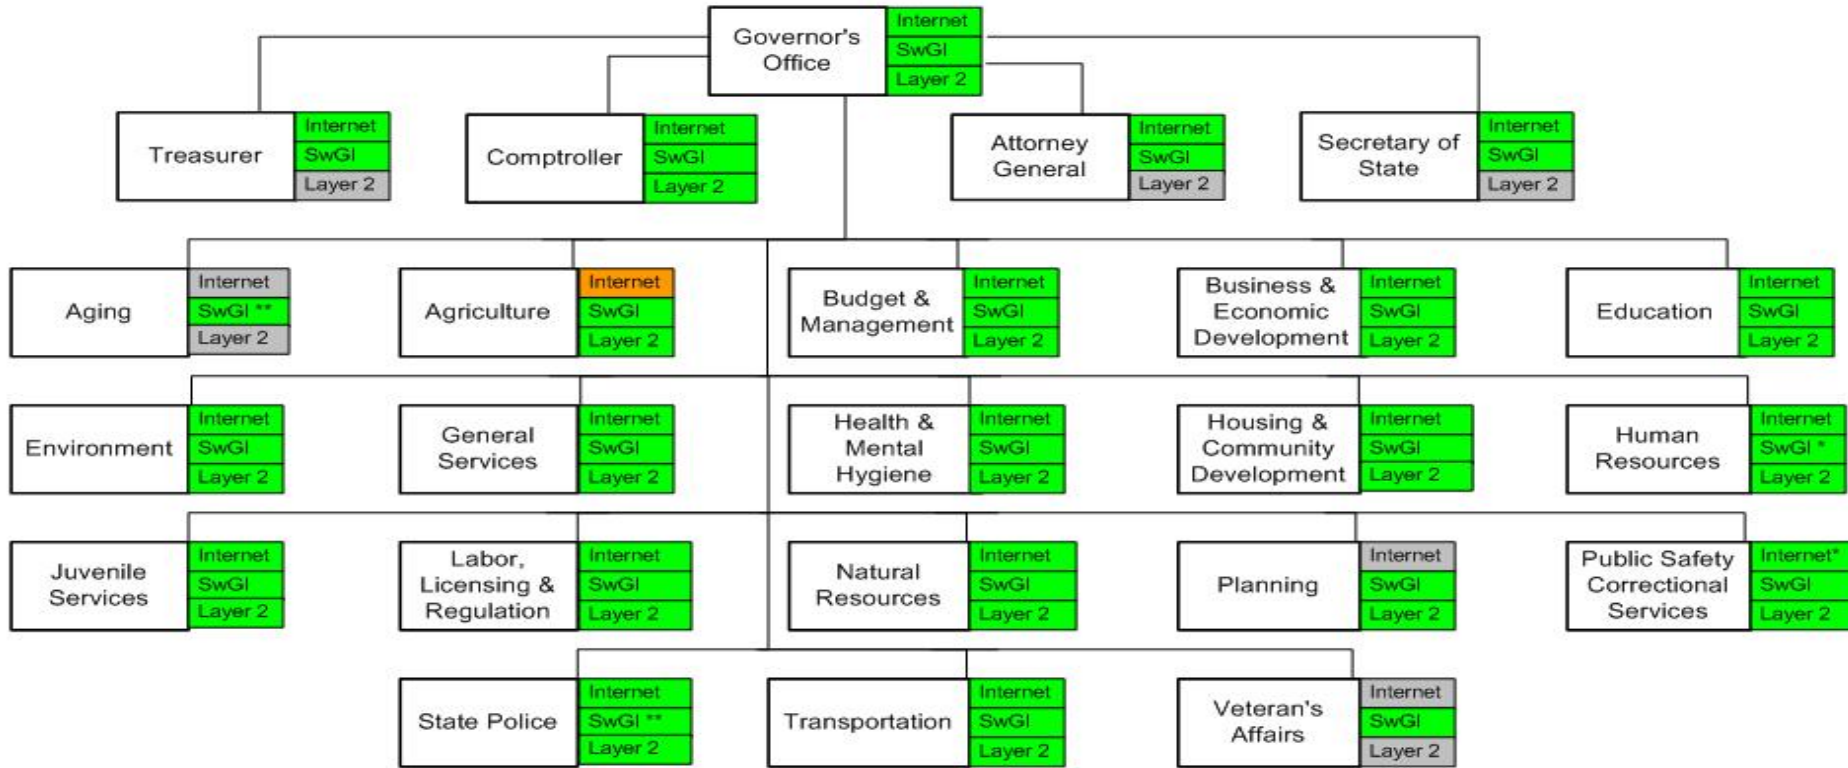 Governor's
Office
Internet
SwGI
Layer 2
Treasurer
Internet
SwGI
Layer 2
Comptroller
Internet
SwGI
Layer 2
Attorney
General
Internet
SwGI
Layer 2
Secretary of
State
Internet
SwGI
Layer 2
Aging
Internet
SwGI **
Layer 2
Agriculture
Internet
SwGI
Layer 2
Budget &
Management
Internet
SwGI
Layer 2
Business &
Economic
Development
Internet
SwGI
Layer 2
Education
Internet
SwGI
Layer 2
Environment
Internet
SwGI
Layer 2
General
Services
Internet
SwGI
Layer 2
Health &
Mental
Hygiene
Internet
SwGI
Layer 2
Housing &
Community
Development
Internet
SwGI
Layer 2
Human
Resources
Internet
SwGI *
Layer 2
Juvenile
Services
Internet
SwGI
Layer 2
Labor,
Licensing &
Regulation
Internet
SwGI
Layer 2
Natural
Resources
Internet
SwGI
Layer 2
Planning
Internet
SwGI
Layer 2
Public Safety
Correctional
Services
Internet*
SwGI
Layer 2
State Police
Internet
SwGI **
Layer 2
Transportation
Internet
SwGI
Layer 2
Veteran's
Affairs
Internet
SwGI
Layer 2